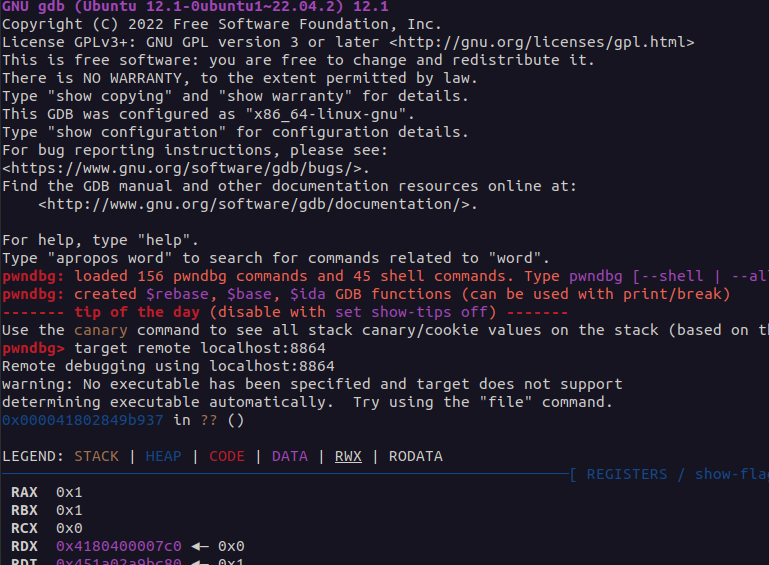 GNU gdb (Ubuntu 12.1-0ubuntu1~22.04.2) 12.1
Copyright (C) 2022 Free Software Foundation, Inc.
License GPLv3+: GNU GPL version 3 or later <http://gnu.org/licenses/gpl.html>
This is free software: you are free to change and redistribute it.
There is NO WARRANTY, to the extent permitted by law.
Type "show copying" and "show warranty" for details.
This GDB was configured as "x86_64-linux-gnu".
Type "show configuration" for configuration details.
For bug reporting instructions, please see:
<https://www.gnu.org/software/gdb/bugs/>.
Find the GDB manual and other documentation resources online at:
    <http://www.gnu.org/software/gdb/documentation/>.
For help, type "help".
Type "apropos word" to search for commands related to "word".
pwndbg: loaded 156 pwndbg commands and 45 shell commands. Type pwndbg [--shell | --all
pwndbg: created $rebase, $base, $ida GDB functions (can be used with print/break)
------- tip of the day (disable with set show-tips off) -------
Use the canary command to see all stack canary/cookie values on the stack (based on th
pwndbg> target remote localhost:8864
Remote debugging using localhost:8864
warning: No executable has been specified and target does not support
determining executable automatically.  Try using the "file" command.
0x000041802849b937 in ?? ()
LEGEND: STACK | HEAP | CODE | DATA | RWX | RODATA
[ REGISTERS / show-flag
RAX  0x1
RBX  0x1
RCX  0x0
RDX  0x4180400007c0 ◂— 0x0
RDI  0x451a02a9bc80 ◂— 0x1